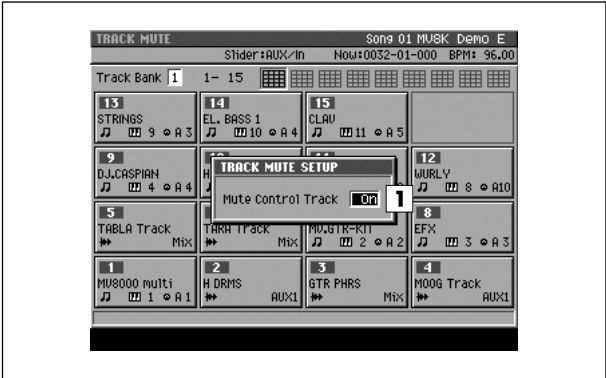 TRACK MUTE Song 01 MV8K Demo E
Slider:AUX/In Now:0032-01-000 BPM: 96.00
Track Bank 1 1- 15
13 14 15
STRINGS EL. BASS 1 CLAV
9 A 3 10 A 4 11 A 5
9 12
DJ.CASPIAN H WURLY
4 A 4 8 A10
TRACK MUTE SETUP
Mute Control Track On 1
5 8
TABLA Track Track MV.GTR-KIT EFX
Mix Mix 2 A 2 3 A 3
1 2 3 4
MV8000 multi H DRMS GTR PHRS MOOG Track
1 A 1 AUX1 Mix AUX1